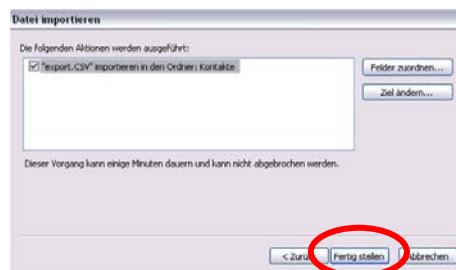 Datei importieren
Die folgenden Aktionen werden ausgeführt:
"export.CSV" importieren in den Ordner: Kontakte
Felder zuordnen...
Ziel ändern...
Dieser Vorgang kann einige Minuten dauern und kann nicht abgebrochen werden.
< Zurü
Fertig stellen
Abbrechen